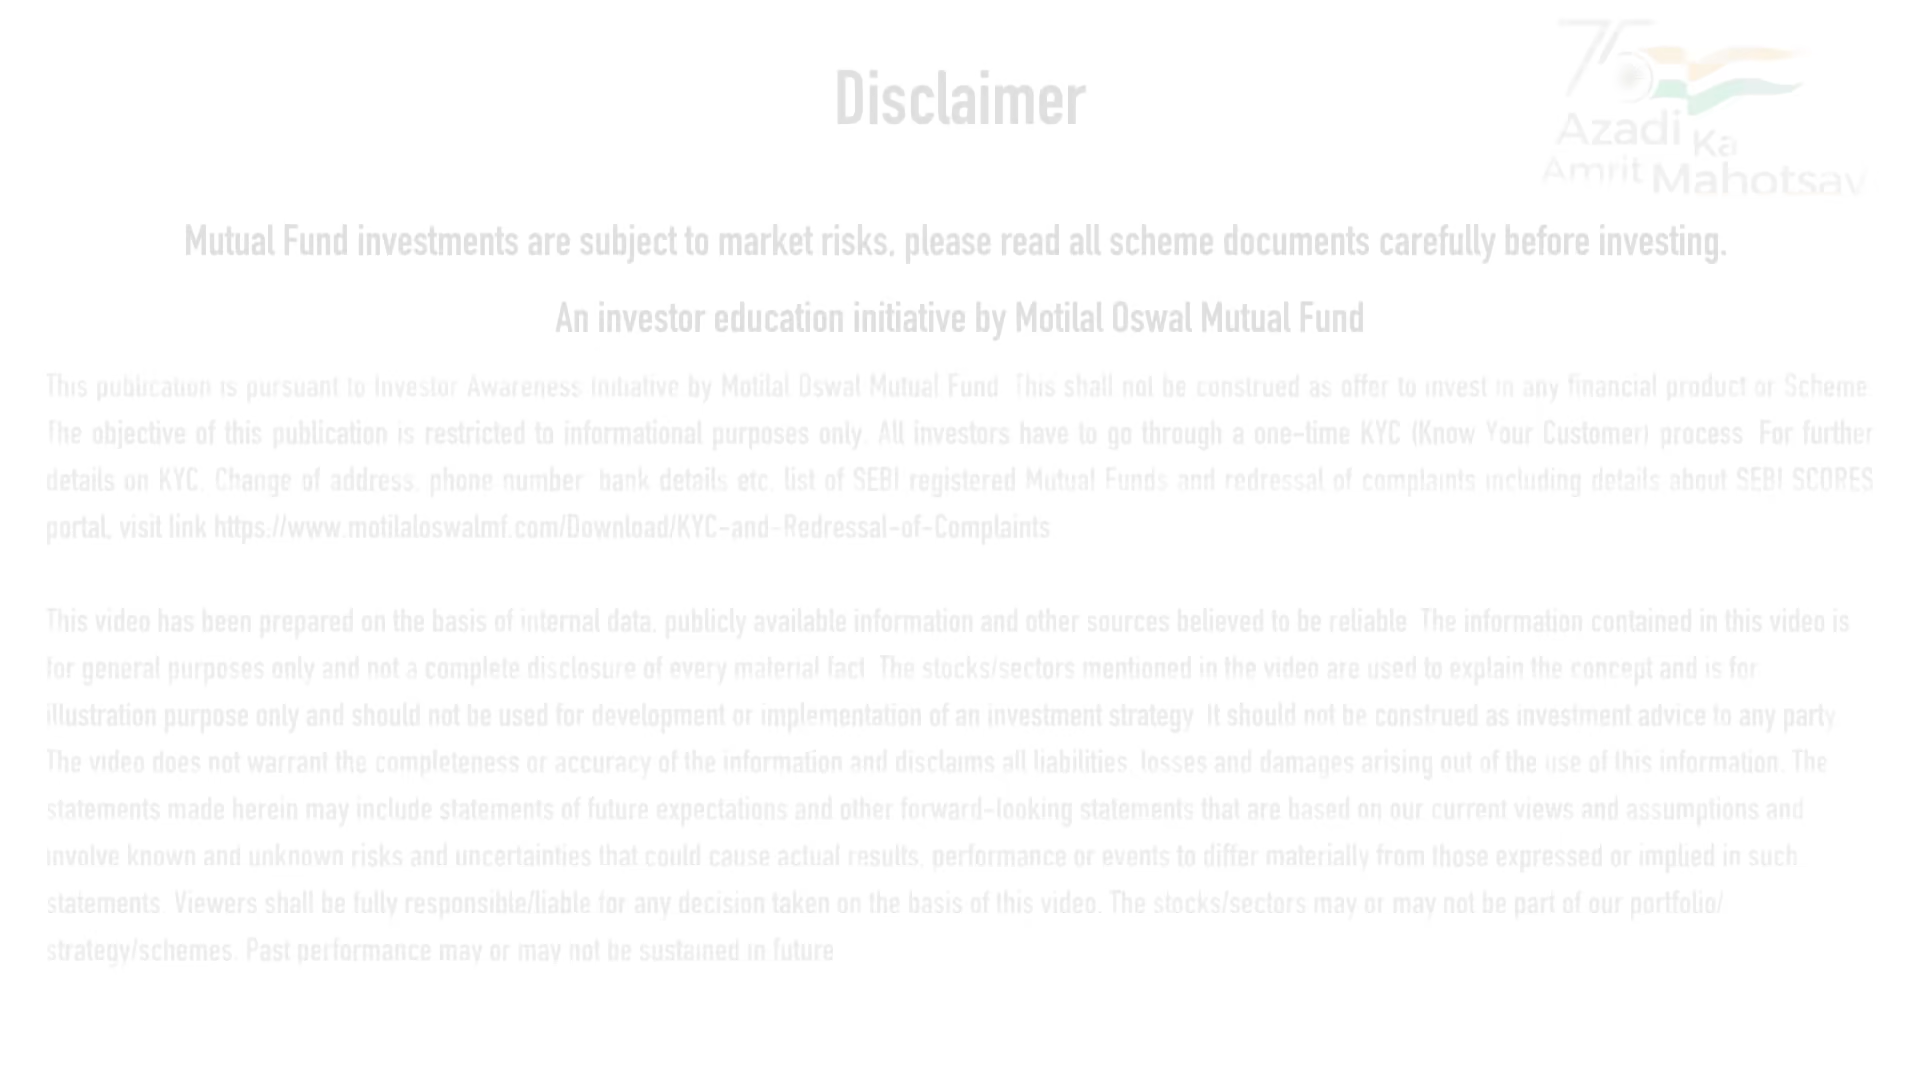 Disclaimer
75
Azadi Ka
Amrit Mahotsav
Mutual Fund investments are subject to market risks, please read all scheme documents carefully before investing.
An investor education initiative by Motilal Oswal Mutual Fund
This publication is pursuant to Investor Awareness Initiative by Motilal Oswal Mutual Fund. This shall not be construed as offer to invest in any financial product or Scheme.
The objective of this publication is restricted to informational purposes only. All investors have to go through a one-time KYC (Know Your Customer) process. For further
details on KYC, Change of address, phone number, bank details etc. list of SEBI registered Mutual Funds and redressal of complaints including details about SEBI SCORES
portal, visit link https://www.motilaloswalmf.com/Download/KYC-and-Redressal-of-Complaints
This video has been prepared on the basis of internal data, publicly available information and other sources believed to be reliable. The information contained in this video is
for general purposes only and not a complete disclosure of every material fact. The stocks/sectors mentioned in the video are used to explain the concept and is for
illustration purpose only and should not be used for development or implementation of an investment strategy. It should not be construed as investment advice to any party.
The video does not warrant the completeness or accuracy of the information and disclaims all liabilities, losses and damages arising out of the use of this information. The
statements made herein may include statements of future expectations and other forward-looking statements that are based on our current views and assumptions and
involve known and unknown risks and uncertainties that could cause actual results, performance or events to differ materially from those expressed or implied in such
statements. Viewers shall be fully responsible/liable for any decision taken on the basis of this video. The stocks/sectors may or may not be part of our portfolio/
strategy/schemes. Past performance may or may not be sustained in future